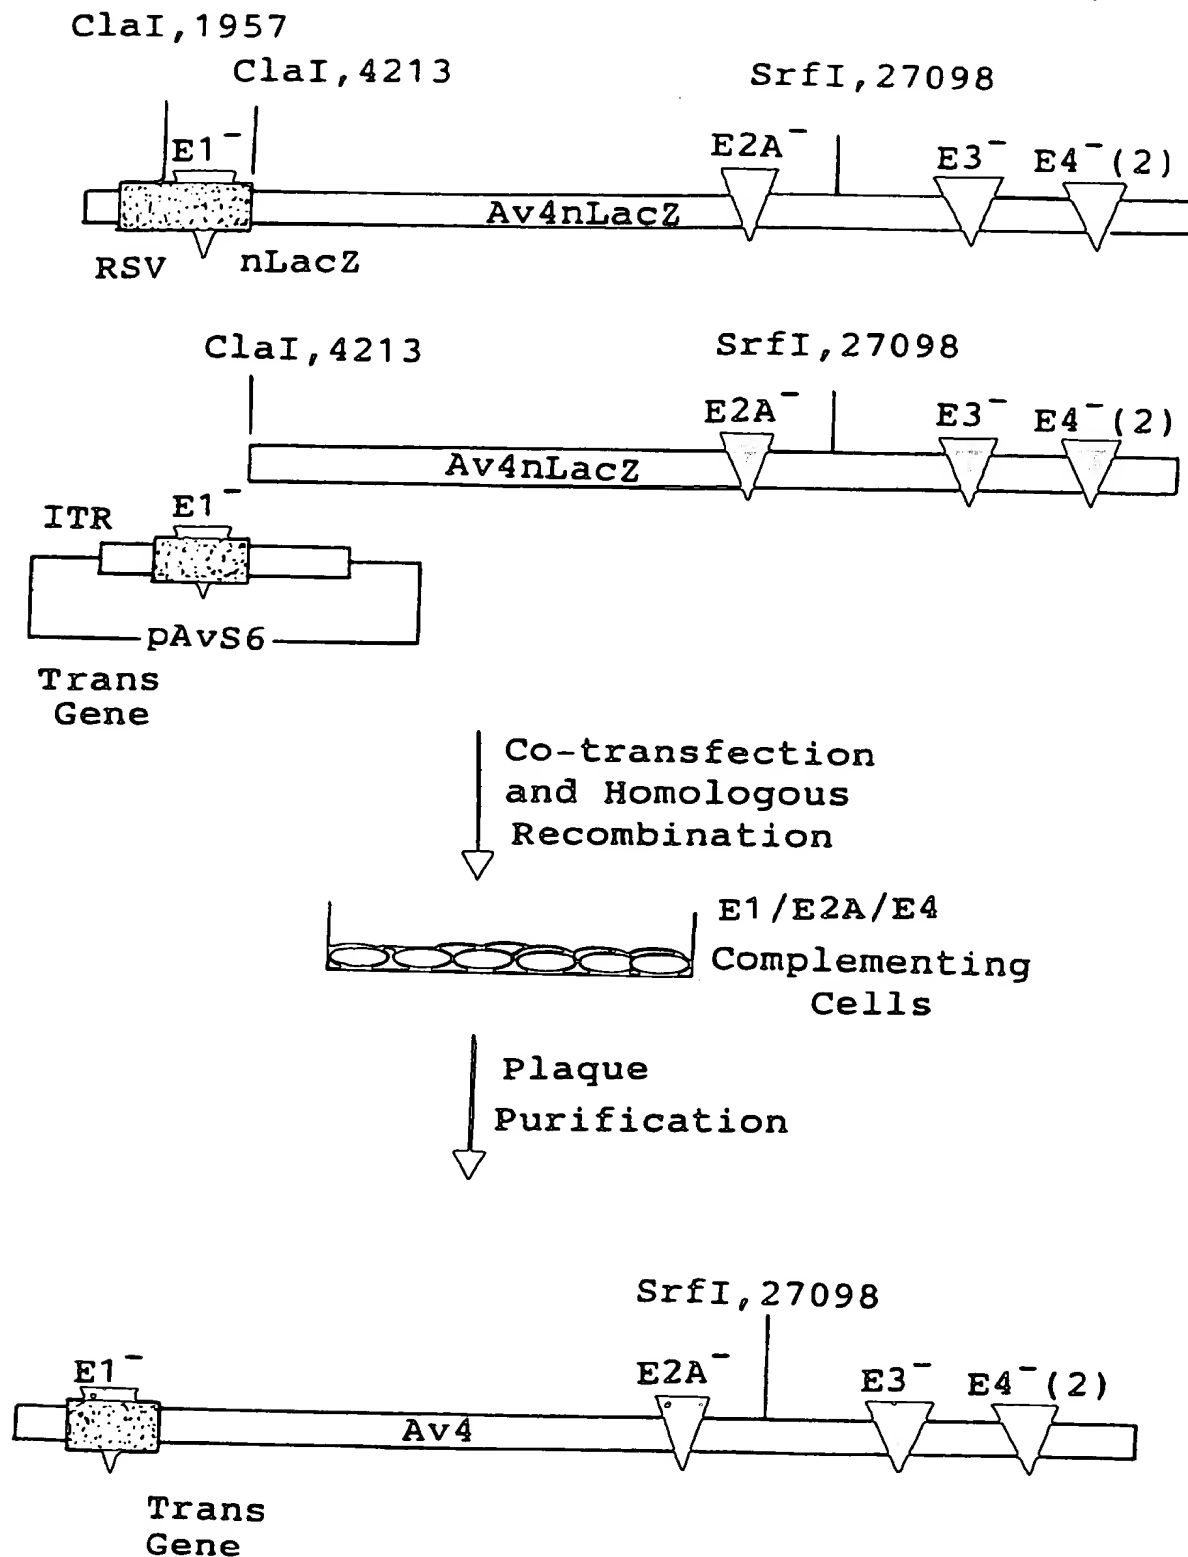 ClaI,1957
ClaI,4213
SrfI,27098
E1⁻
E2A⁻
E3⁻
E4⁻(2)
Av4nLacZ
RSV
nLacZ
ClaI,4213
SrfI,27098
E2A⁻
E3⁻
E4⁻(2)
Av4nLacZ
ITR
E1⁻
pAvS6
Trans
Gene
Co-transfection
and Homologous
Recombination
E1/E2A/E4
Complementing
Cells
Plaque
Purification
SrfI,27098
E1⁻
E2A⁻
E3⁻
E4⁻(2)
Av4
Trans
Gene